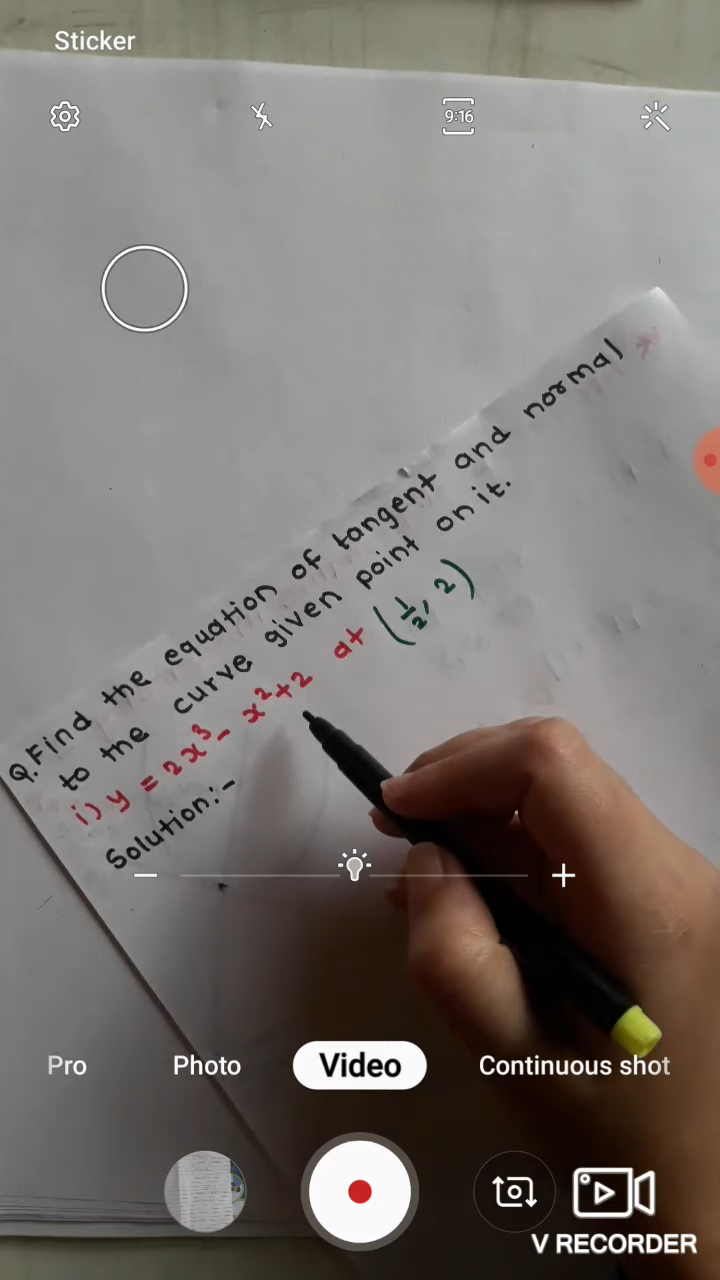 Sticker
9:16
Q.Find the equation of tangent and normal
to the curve given point on it.
i) y = 2x³- x²+2 at (1/2, 2)
Solution:-
Pro Photo Video Continuous shot
V RECORDER